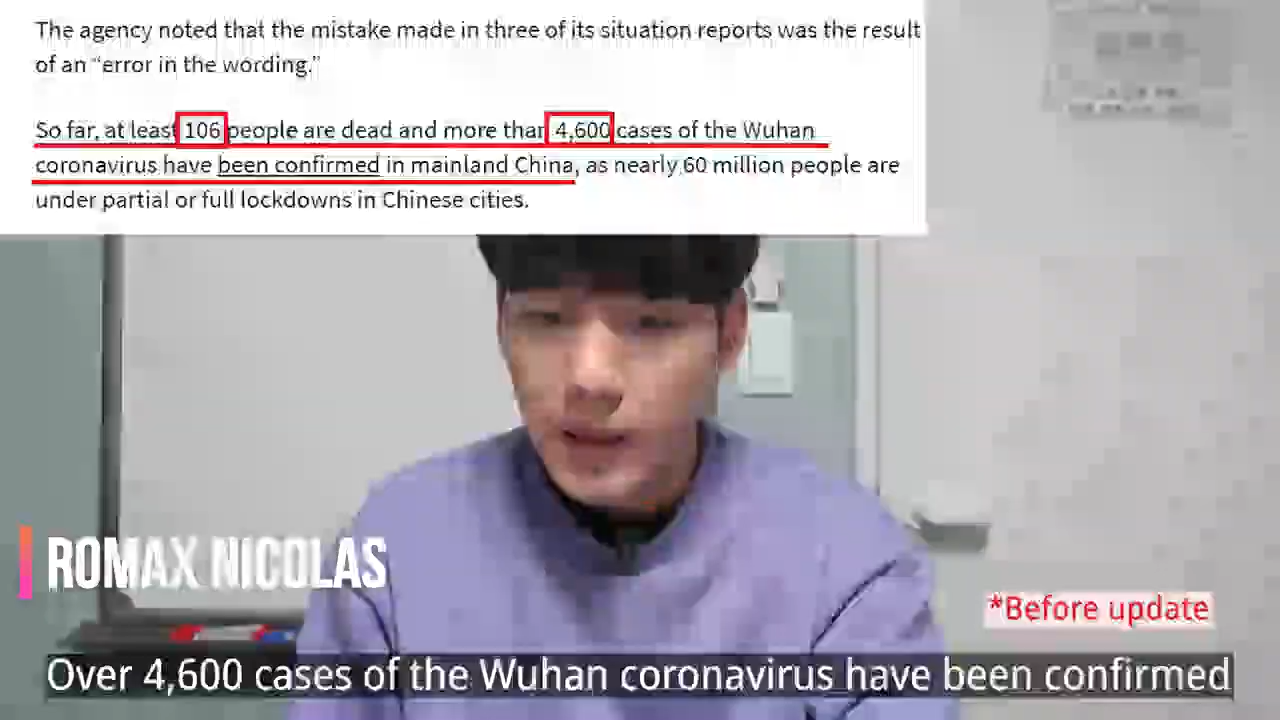 The agency noted that the mistake made in three of its situation reports was the result
of an “error in the wording.”
So far, at least 106 people are dead and more than 4,600 cases of the Wuhan
coronavirus have been confirmed in mainland China, as nearly 60 million people are
under partial or full lockdowns in Chinese cities.
ROMAX NICOLAS
*Before update
Over 4,600 cases of the Wuhan coronavirus have been confirmed